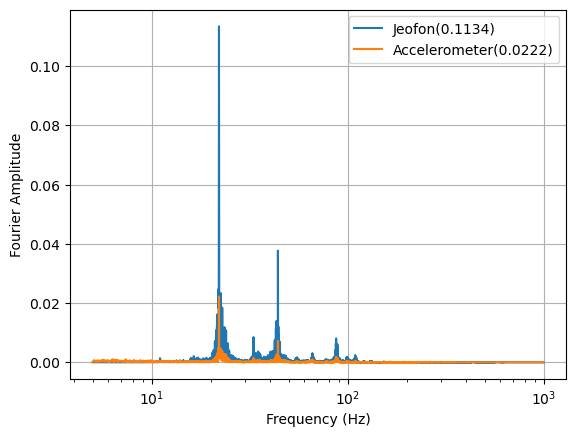 Jeofon(0.1134)
Accelerometer(0.0222)
0.10
0.08
0.06
0.04
0.02
0.00
Fourier Amplitude
10^1
10^2
10^3
Frequency (Hz)